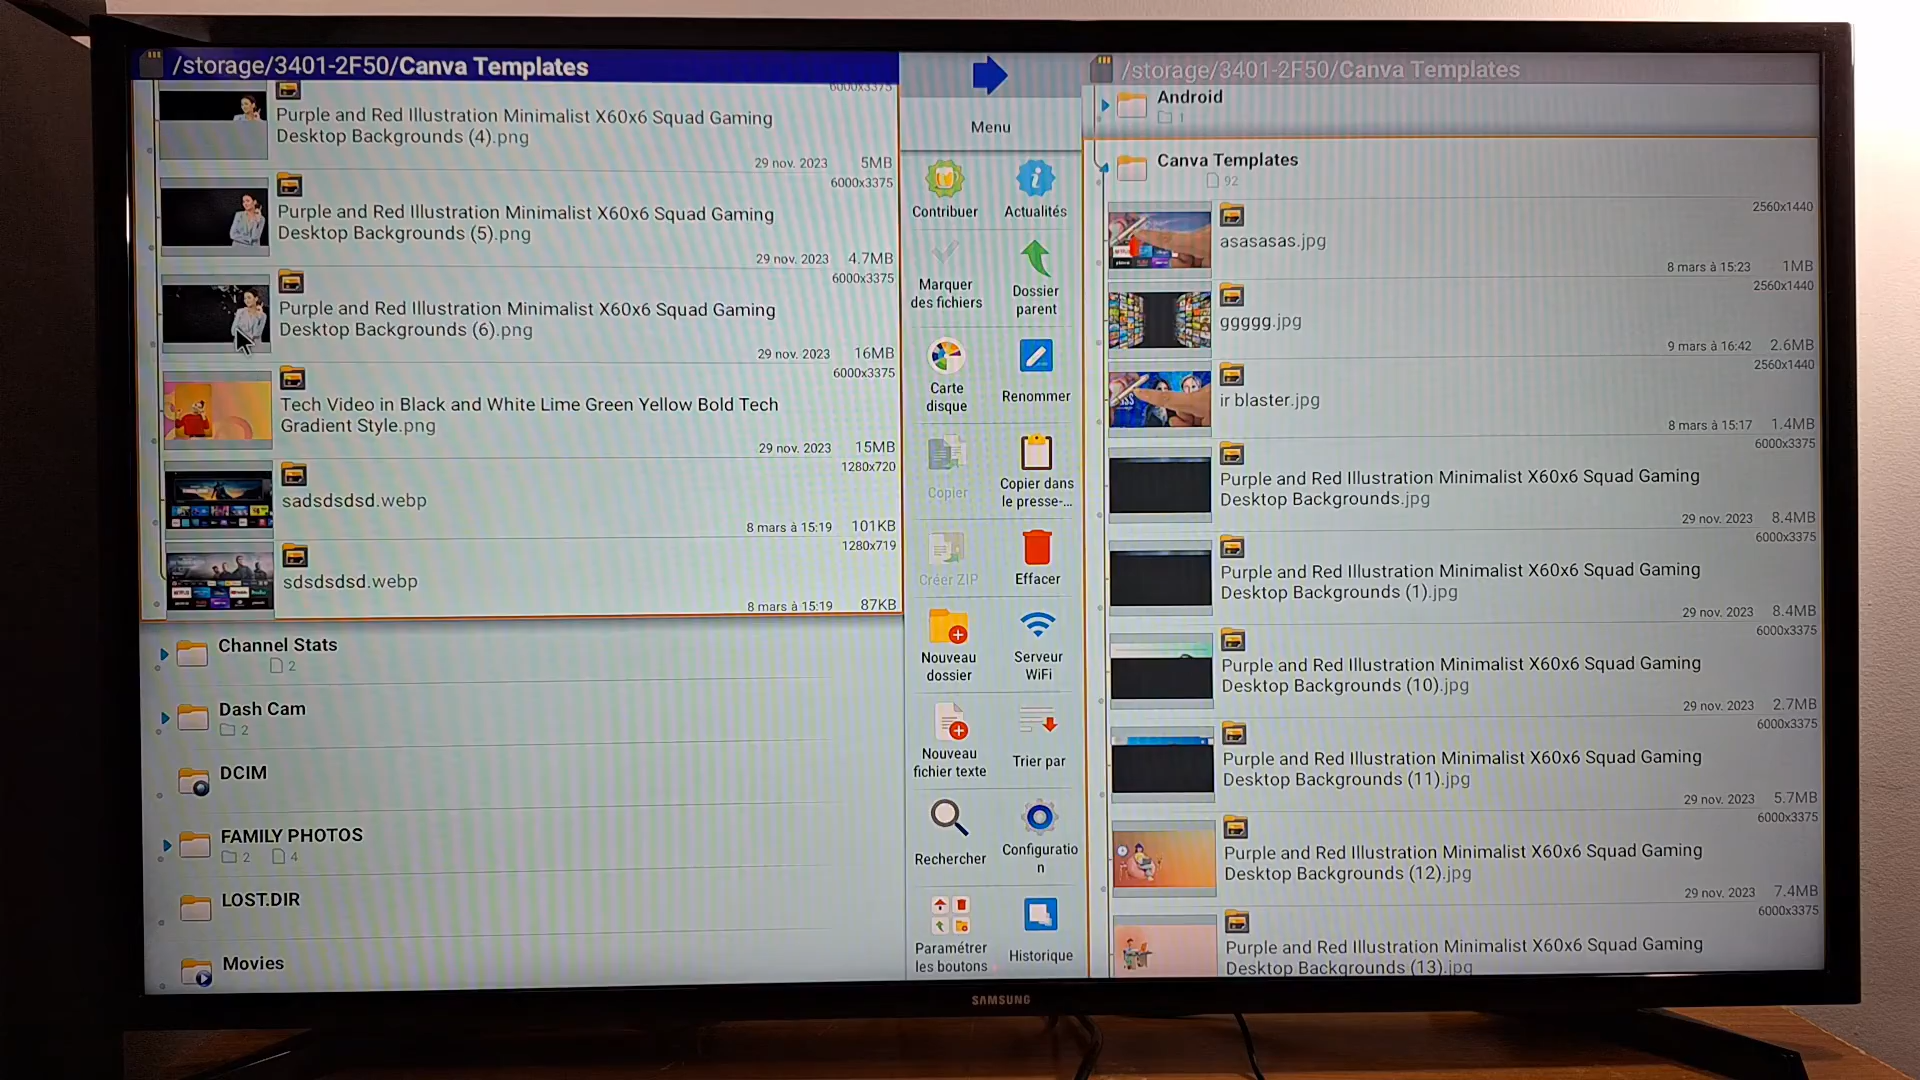 /storage/3401-2F50/Canva Templates
6000x3375
Purple and Red Illustration Minimalist X60x6 Squad Gaming
Desktop Backgrounds (4).png
29 nov. 2023 5MB
6000x3375
Purple and Red Illustration Minimalist X60x6 Squad Gaming
Desktop Backgrounds (5).png
29 nov. 2023 4.7MB
6000x3375
Purple and Red Illustration Minimalist X60x6 Squad Gaming
Desktop Backgrounds (6).png
29 nov. 2023 16MB
6000x3375
Tech Video in Black and White Lime Green Yellow Bold Tech
Gradient Style.png
29 nov. 2023 15MB
1280x720
sadsdsdsd.webp
8 mars à 15:19 101KB
1280x719
sdsdsdsd.webp
8 mars à 15:19 87KB
Channel Stats
2
Dash Cam
2
DCIM
FAMILY PHOTOS
2 4
LOST.DIR
Movies
Menu
Contribuer
Actualités
Marquer
des fichiers
Dossier
parent
Carte
disque
Renommer
Copier
Copier dans
le presse-...
Créer ZIP
Effacer
Nouveau
dossier
Serveur
WiFi
Nouveau
fichier texte
Trier par
Rechercher
Configuratio
n
Paramétrer
les boutons
Historique
/storage/3401-2F50/Canva Templates
Android
1
Canva Templates
92
2560x1440
asasasas.jpg
8 mars à 15:23 1MB
2560x1440
ggggg.jpg
9 mars à 16:42 2.6MB
2560x1440
ir blaster.jpg
8 mars à 15:17 1.4MB
6000x3375
Purple and Red Illustration Minimalist X60x6 Squad Gaming
Desktop Backgrounds.jpg
29 nov. 2023 8.4MB
6000x3375
Purple and Red Illustration Minimalist X60x6 Squad Gaming
Desktop Backgrounds (1).jpg
29 nov. 2023 8.4MB
6000x3375
Purple and Red Illustration Minimalist X60x6 Squad Gaming
Desktop Backgrounds (10).jpg
29 nov. 2023 2.7MB
6000x3375
Purple and Red Illustration Minimalist X60x6 Squad Gaming
Desktop Backgrounds (11).jpg
29 nov. 2023 5.7MB
6000x3375
Purple and Red Illustration Minimalist X60x6 Squad Gaming
Desktop Backgrounds (12).jpg
29 nov. 2023 7.4MB
6000x3375
Purple and Red Illustration Minimalist X60x6 Squad Gaming
Desktop Backgrounds (13).jpg
SAMSUNG